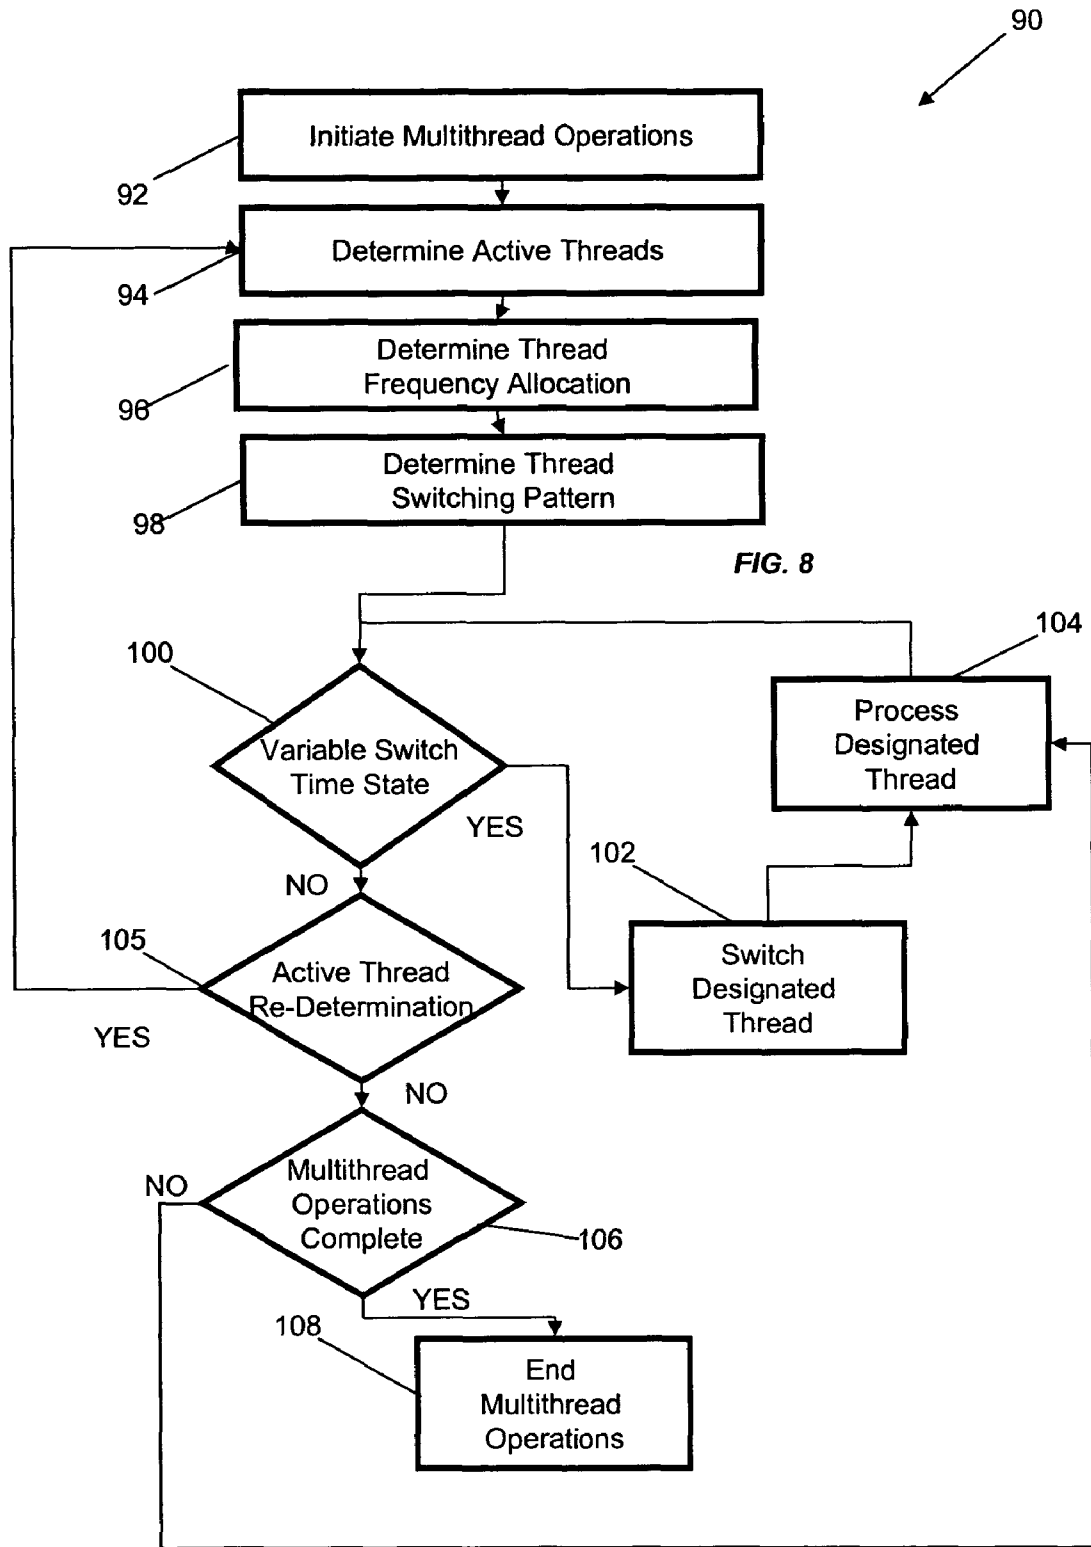 90
Initiate Multithread Operations
92
Determine Active Threads
94
Determine Thread
Frequency Allocation
96
Determine Thread
Switching Pattern
98
FIG. 8
100
104
Variable Switch
Time State
YES
NO
Process
Designated
Thread
102
Switch
Designated
Thread
105
Active Thread
Re-Determination
YES
NO
NO
Multithread
Operations
Complete
106
YES
108
End
Multithread
Operations